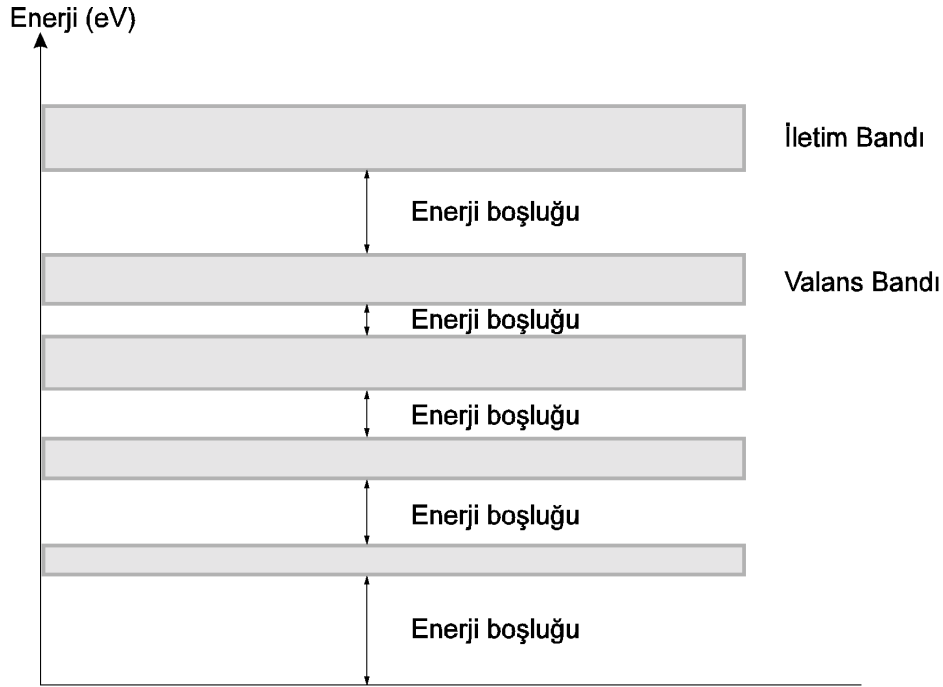 Enerji (eV)
İletim Bandı
Enerji boşluğu
Valans Bandı
Enerji boşluğu
Enerji boşluğu
Enerji boşluğu
Enerji boşluğu